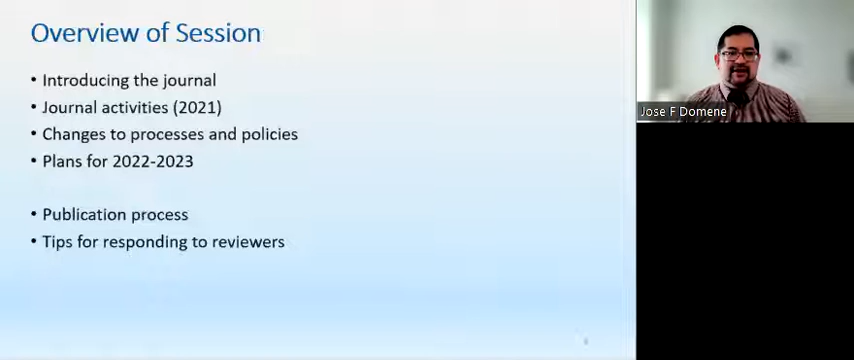 Overview of Session
• Introducing the journal
• Journal activities (2021)
• Changes to processes and policies
• Plans for 2022-2023
• Publication process
• Tips for responding to reviewers
Jose F Domene